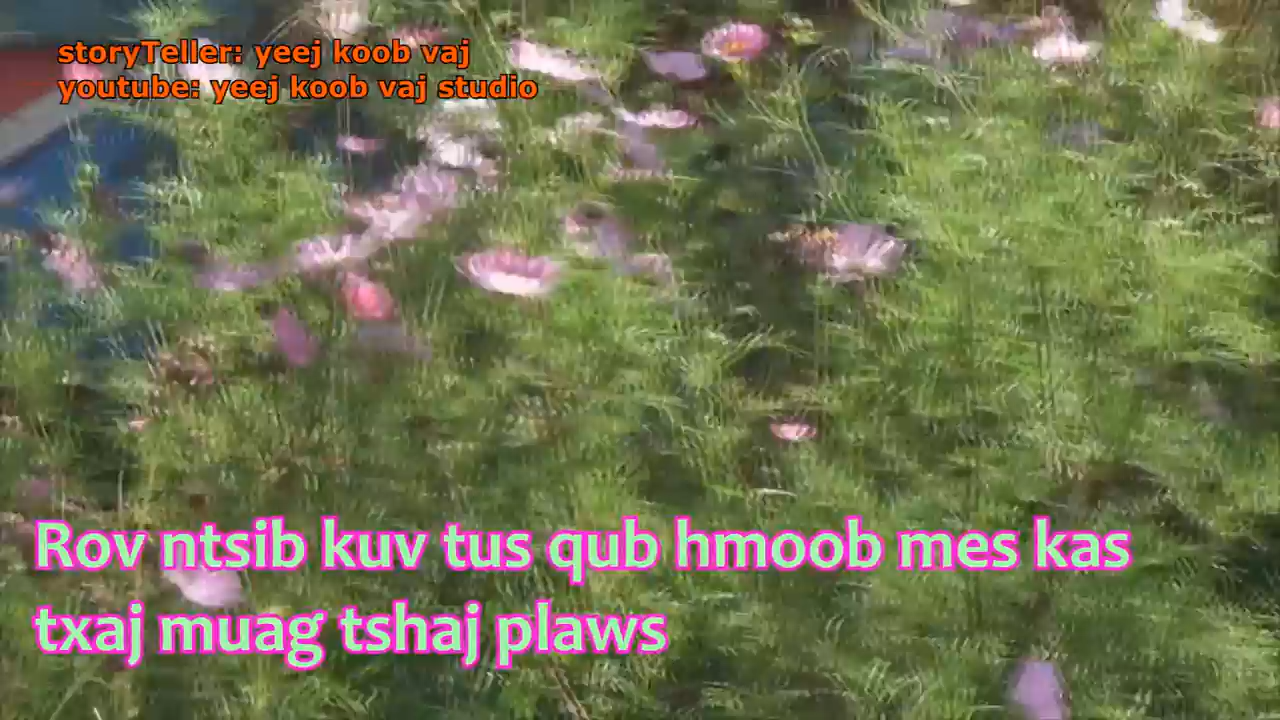 storyTeller: yeej koob vaj
youtube: yeej koob vaj studio
Rov ntsib kuv tus qub hmoob mes kas
txaj muag tshaj plaws